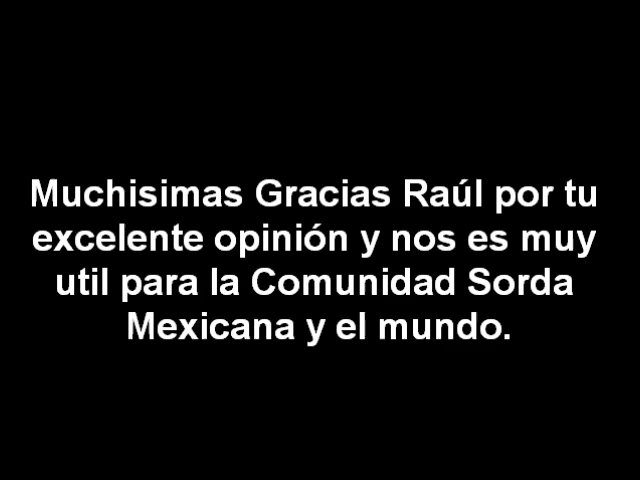 Muchisimas Gracias Raúl por tu
excelente opinión y nos es muy
util para la Comunidad Sorda
Mexicana y el mundo.